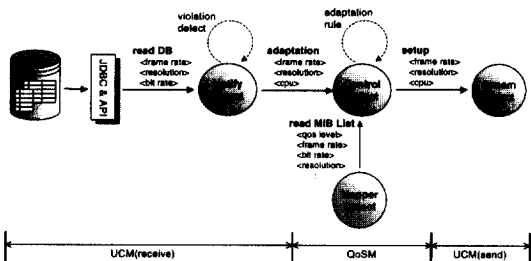 violation
detect
adaptation
rule
JDBC & API
read DB
<frame rate>
<resolution>
<bit rate>
adaptation
<frame rate>
<resolution>
<cpu>
setup
<frame rate>
<resolution>
<cpu>
read MIB List
<qos level>
<frame rate>
<bit rate>
<resolution>
UCM(receive)
QoSM
UCM(send)